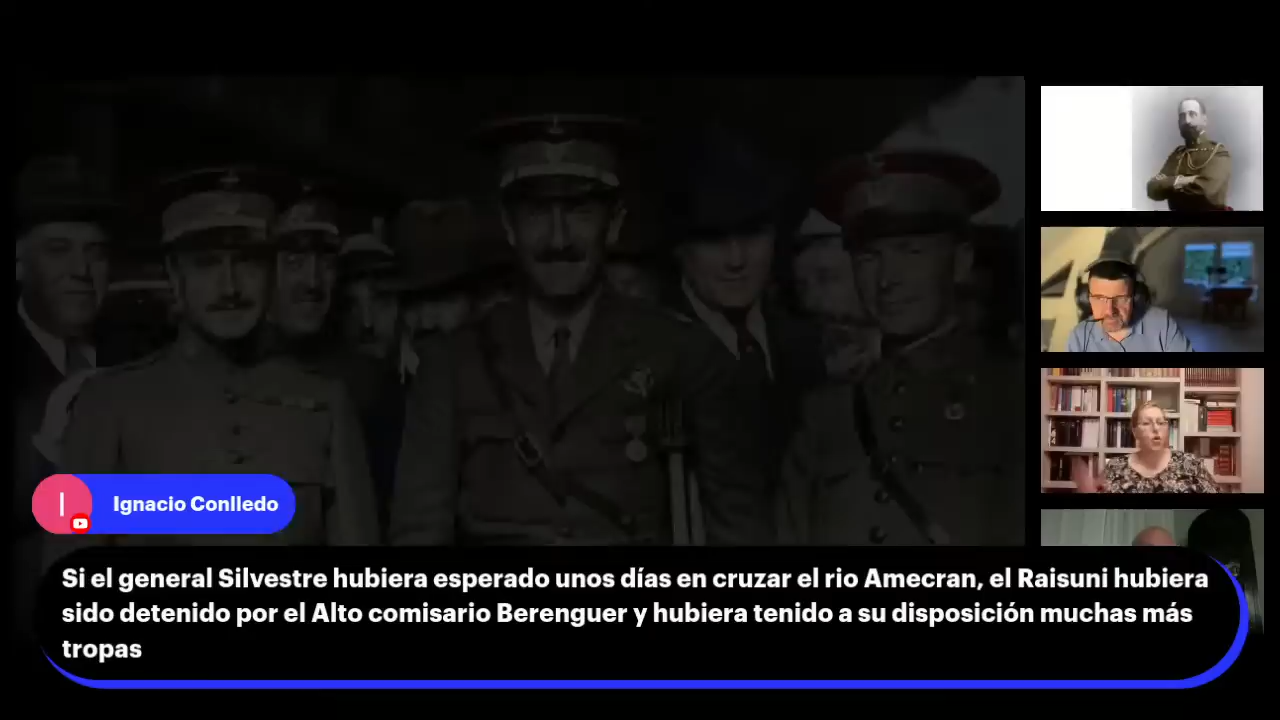 Ignacio Conlledo
Si el general Silvestre hubiera esperado unos días en cruzar el rio Amecran, el Raisuni hubiera
sido detenido por el Alto comisario Berenguer y hubiera tenido a su disposición muchas más
tropas